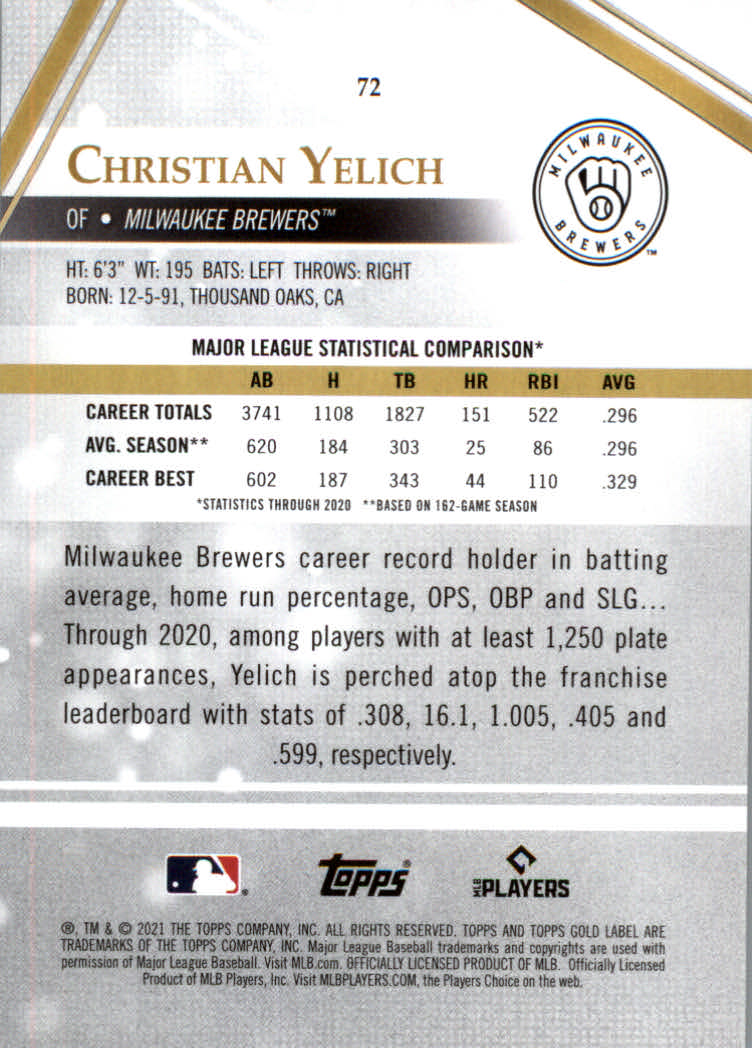 72
CHRISTIAN YELICH
MILWAUKEE BREWERS™
OF • MILWAUKEE BREWERS™
HT: 6'3" WT: 195 BATS: LEFT THROWS: RIGHT
BORN: 12-5-91, THOUSAND OAKS, CA
MAJOR LEAGUE STATISTICAL COMPARISON*
AB H TB HR RBI AVG
CAREER TOTALS 3741 1108 1827 151 522 .296
AVG. SEASON** 620 184 303 25 86 .296
CAREER BEST 602 187 343 44 110 .329
*STATISTICS THROUGH 2020 **BASED ON 162-GAME SEASON
Milwaukee Brewers career record holder in batting
average, home run percentage, OPS, OBP and SLG...
Through 2020, among players with at least 1,250 plate
appearances, Yelich is perched atop the franchise
leaderboard with stats of .308, 16.1, 1.005, .405 and
.599, respectively.
Topps® MLB PLAYERS
®, TM & © 2021 THE TOPPS COMPANY, INC. ALL RIGHTS RESERVED. TOPPS AND TOPPS GOLD LABEL ARE
TRADEMARKS OF THE TOPPS COMPANY, INC. Major League Baseball trademarks and copyrights are used with
permission of Major League Baseball. Visit MLB.com. OFFICIALLY LICENSED PRODUCT OF MLB. Officially Licensed
Product of MLB Players, Inc. Visit MLBPLAYERS.COM, the Players Choice on the web.